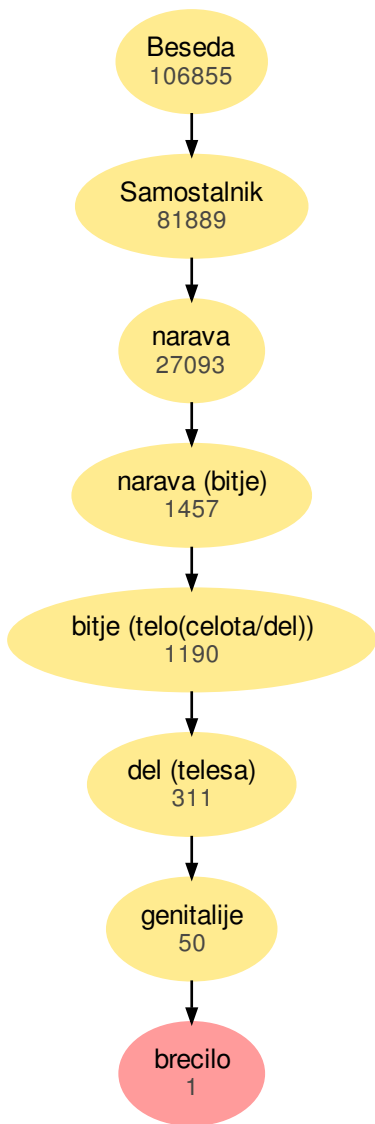 Beseda
106855
Samostalnik
81889
narava
27093
narava (bitje)
1457
bitje (telo(celota/del))
1190
del (telesa)
311
genitalije
50
brecilo
1